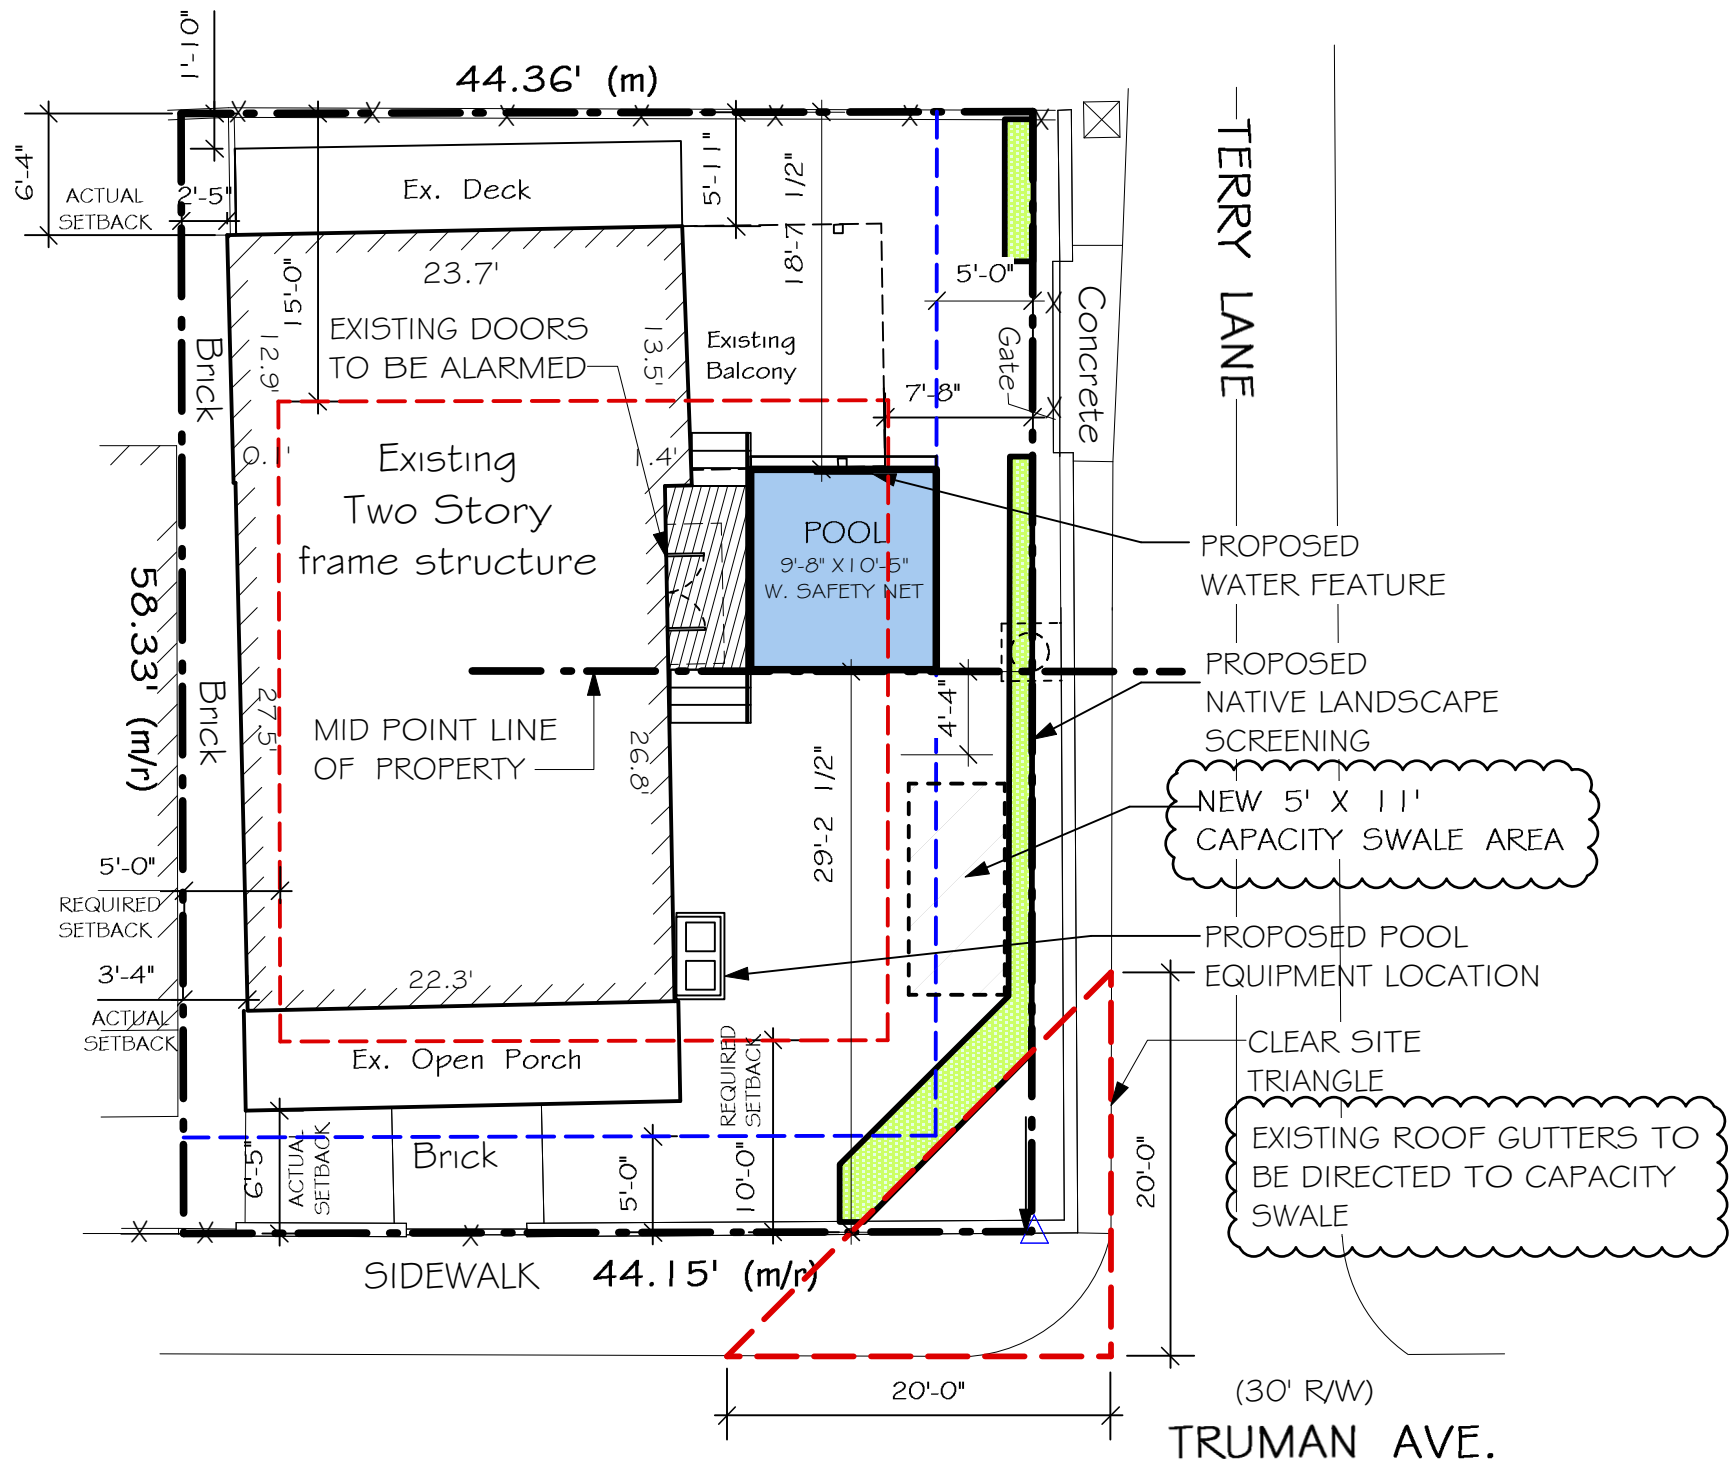 1'-10"
44.36' (m)
6'-4"
ACTUAL
SETBACK
2'-5"
Ex. Deck
5'-11"
18'-7 1/2"
TERRY LANE
23.7'
15'-0"
5'-0"
EXISTING DOORS
TO BE ALARMED
12.9'
13.5'
Existing
Balcony
Gate
Concrete
Brick
7'-8"
0.1'
1.4'
Existing
Two Story
frame structure
POOL
9'-8" X10'-5"
W. SAFETY NET
PROPOSED
WATER FEATURE
58.33' (m/r)
Brick
27.5'
MID POINT LINE
OF PROPERTY
26.8'
4'-4"
29'-2 1/2"
PROPOSED
NATIVE LANDSCAPE
SCREENING
NEW 5' X 11'
CAPACITY SWALE AREA
5'-0"
REQUIRED
SETBACK
3'-4"
ACTUAL
SETBACK
22.3'
PROPOSED POOL
EQUIPMENT LOCATION
Ex. Open Porch
REQUIRED
SETBACK
CLEAR SITE
TRIANGLE
6'-5"
ACTUAL
SETBACK
Brick
5'-0"
10'-0"
20'-0"
EXISTING ROOF GUTTERS TO
BE DIRECTED TO CAPACITY
SWALE
SIDEWALK
44.15' (m/r)
20'-0"
(30' R/W)
TRUMAN AVE.